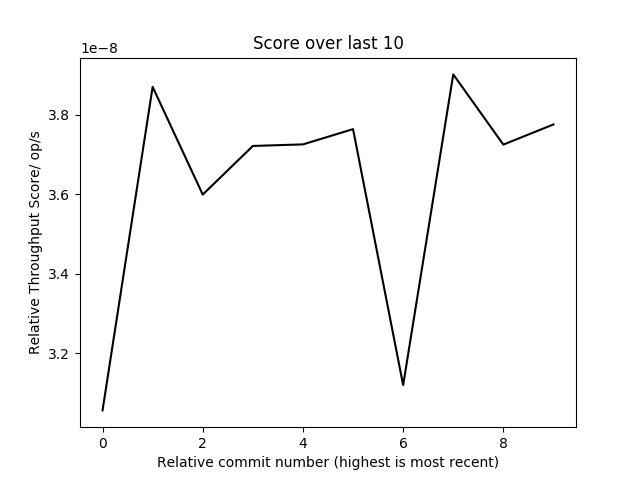 Score over last 10
1e−8
3.8
3.6
3.4
3.2
Relative Throughput Score/ op/s
0 2 4 6 8
Relative commit number (highest is most recent)